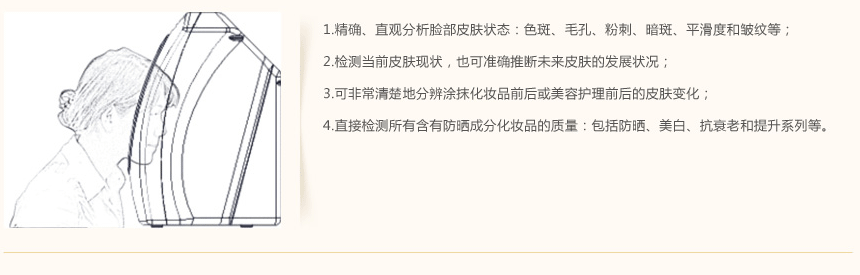 1.精确、直观分析脸部皮肤状态：色斑、毛孔、粉刺、暗斑、平滑度和皱纹等；
2.检测当前皮肤现状，也可准确推断未来皮肤的发展状况；
3.可非常清楚地分辨涂抹化妆品前后或美容护理前后的皮肤变化；
4.直接检测所有含有防晒成分化妆品的质量：包括防晒、美白、抗衰老和提升系列等。